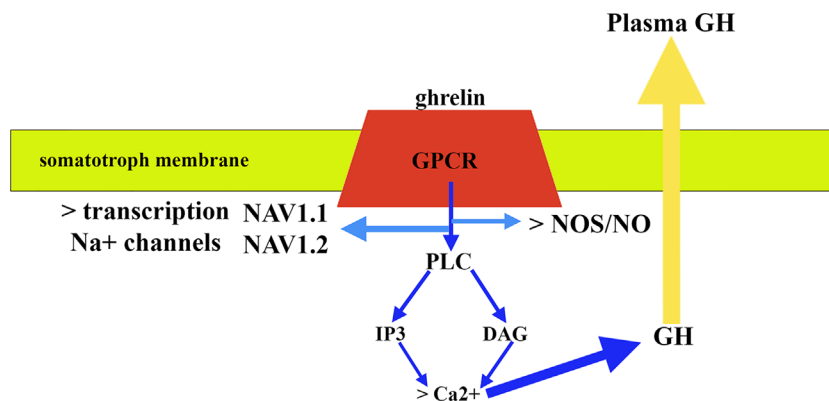 Plasma GH
ghrelin
somatotroph membrane
GPCR
> transcription NAV1.1
Na+ channels NAV1.2
> NOS/NO
PLC
IP3
DAG
GH
> Ca2+